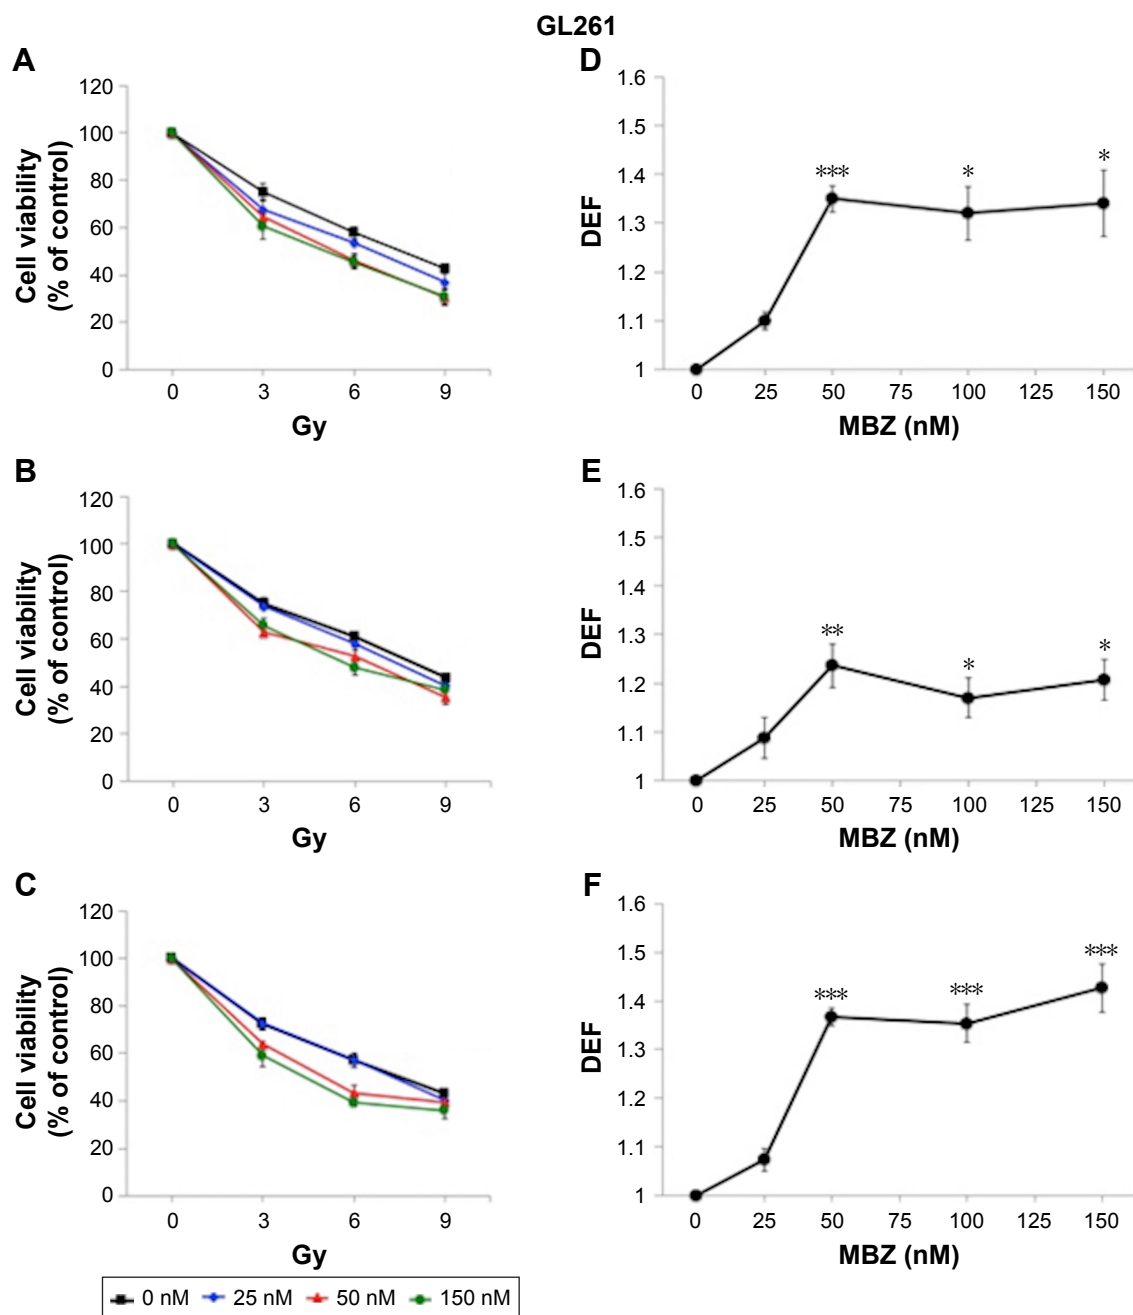 GL261
A
120
100
80
60
40
20
0
Cell viability
(% of control)
0 3 6 9
Gy
D
1.6
1.5
1.4
1.3
1.2
1.1
1
DEF
***
*
*
0 25 50 75 100 125 150
MBZ (nM)
B
120
100
80
60
40
20
0
Cell viability
(% of control)
0 3 6 9
Gy
E
1.6
1.5
1.4
1.3
1.2
1.1
1
DEF
**
*
*
0 25 50 75 100 125 150
MBZ (nM)
C
120
100
80
60
40
20
0
Cell viability
(% of control)
0 3 6 9
Gy
F
1.6
1.5
1.4
1.3
1.2
1.1
1
DEF
***
***
***
0 25 50 75 100 125 150
MBZ (nM)
0 nM 25 nM 50 nM 150 nM